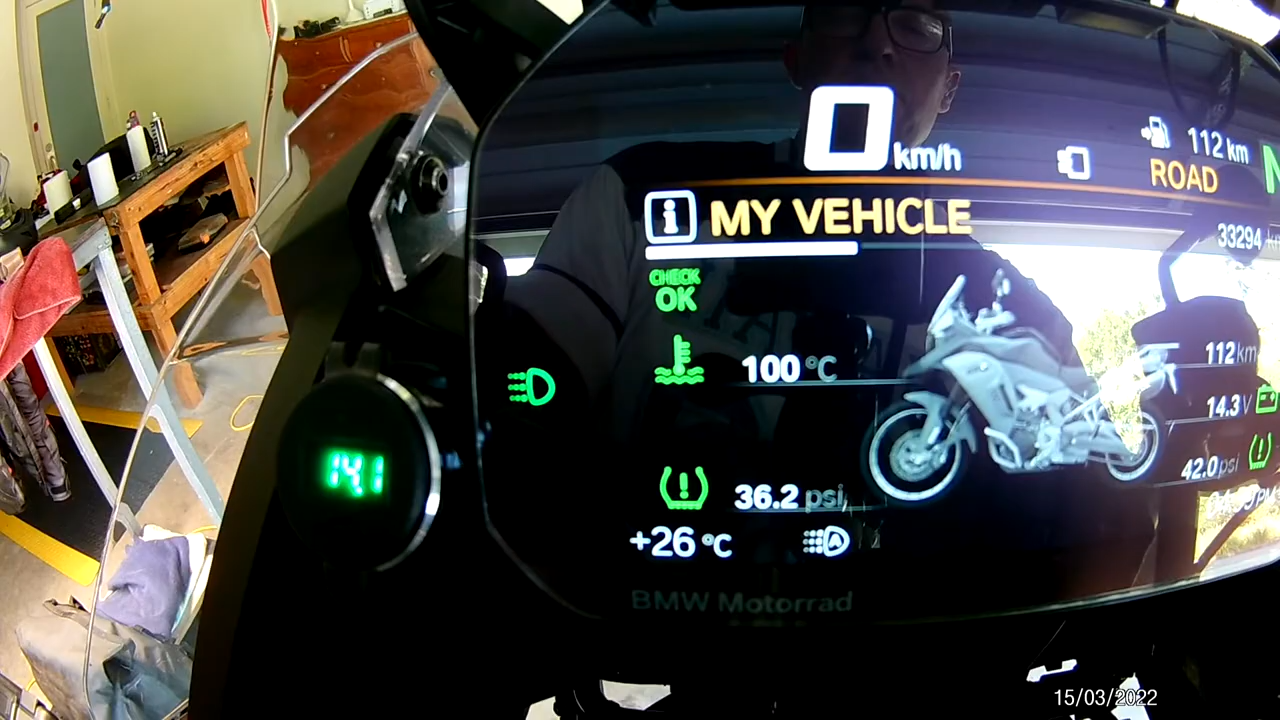 0 km/h
112 km
ROAD
N
MY VEHICLE
33294 km
CHECK
OK
100 °C
112 km
14.3 V
14.1
36.2 psi
42.0 psi
+26 °C
BMW Motorrad
15/03/2022